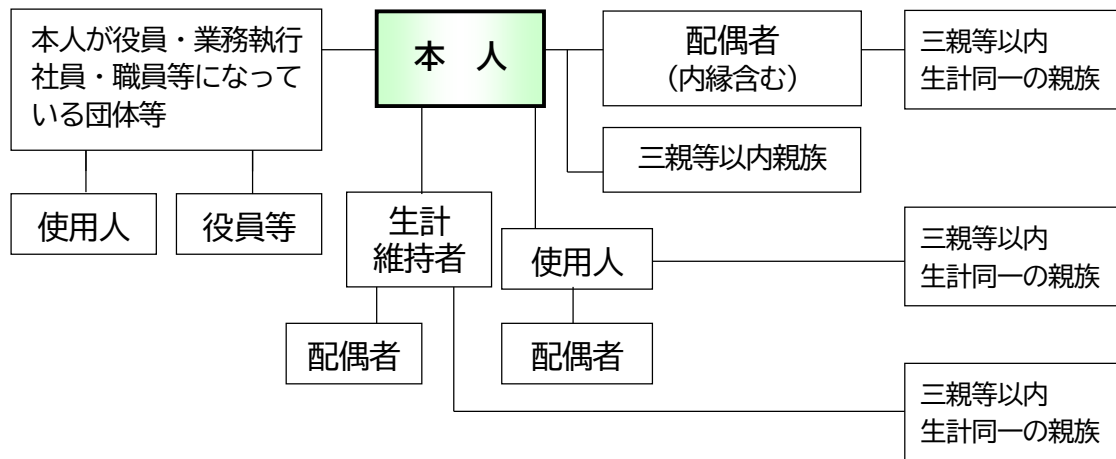 本人が役員・業務執行
社員・職員等になって
いる団体等
本 人
配偶者
（内縁含む）
三親等以内
生計同一の親族
三親等以内親族
使用人
役員等
生計
維持者
使用人
三親等以内
生計同一の親族
配偶者
配偶者
三親等以内
生計同一の親族